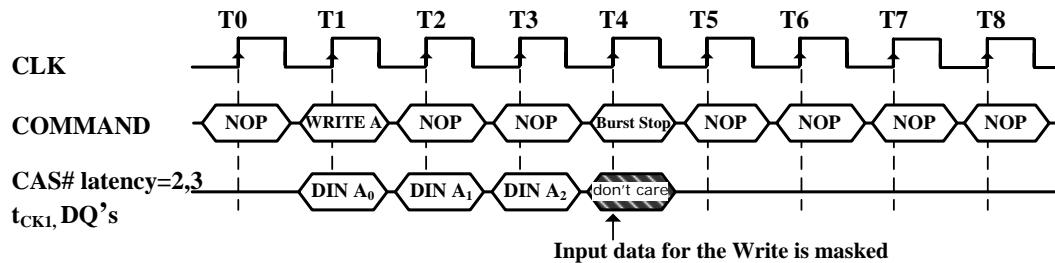 T0 T1 T2 T3 T4 T5 T6 T7 T8
CLK
COMMAND NOP WRITE A NOP NOP Burst Stop NOP NOP NOP NOP
CAS# latency=2,3
tCK1, DQ's DIN A0 DIN A1 DIN A2 don't care
Input data for the Write is masked